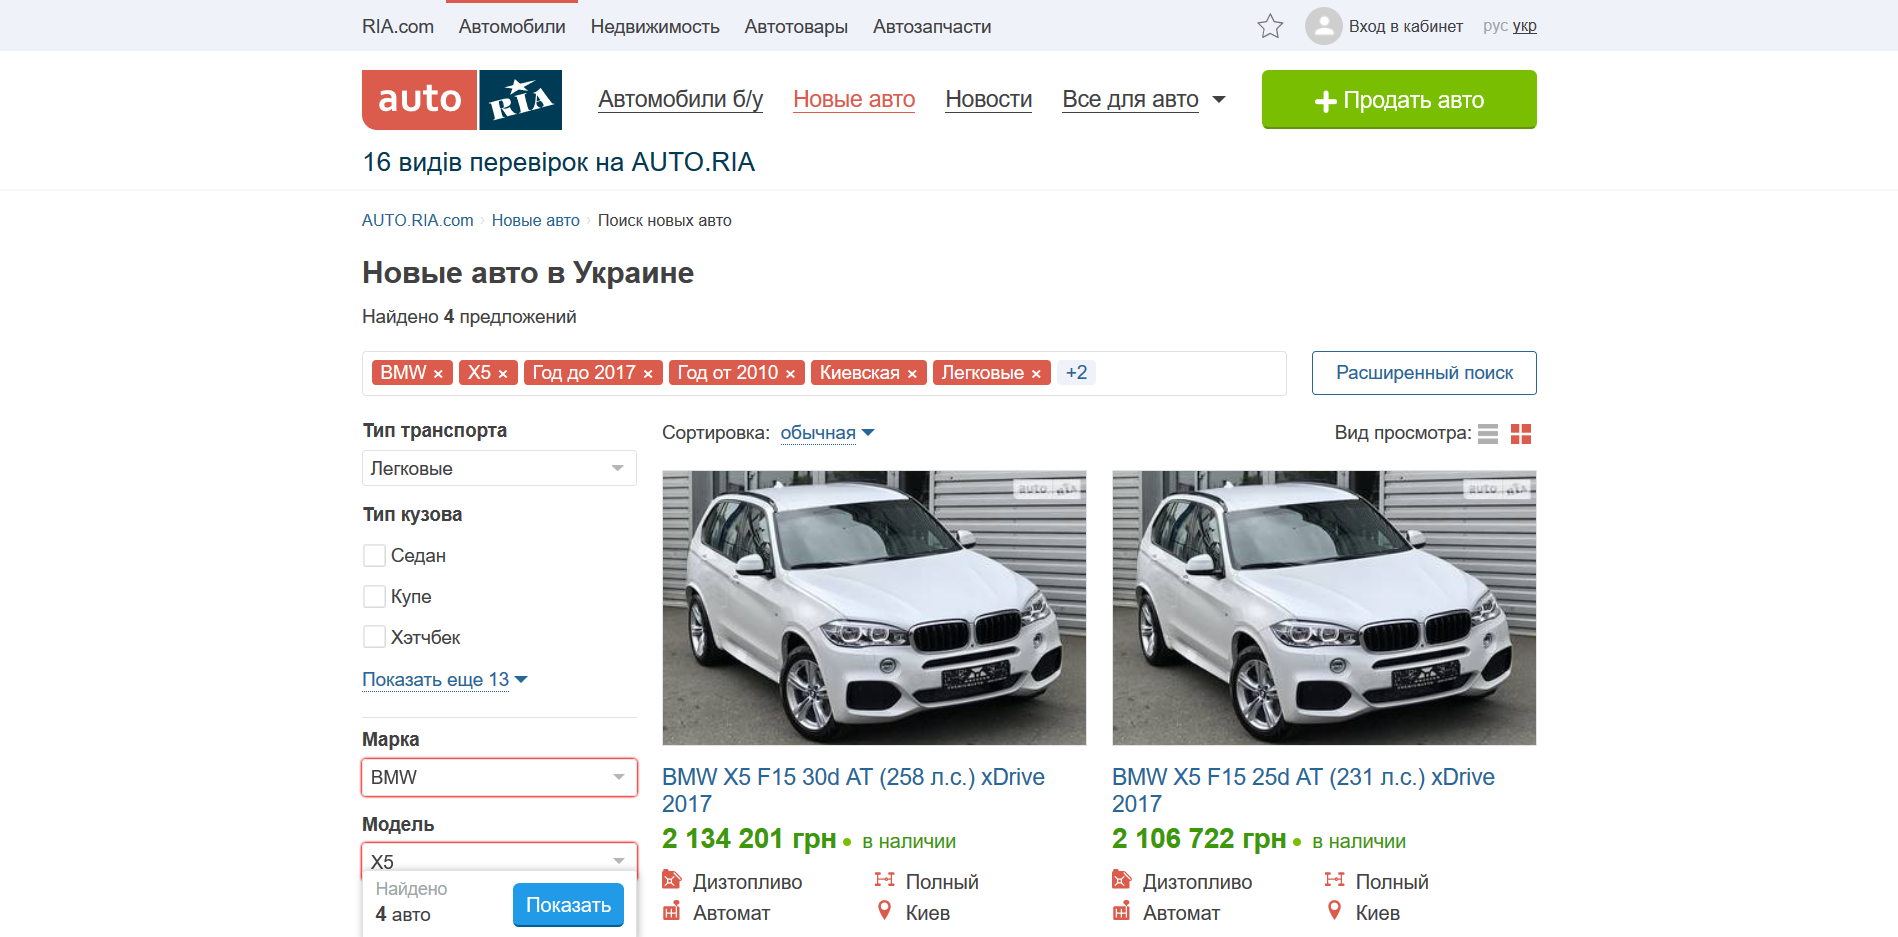 RIA.com Автомобили Недвижимость Автотовары Автозапчасти Вход в кабинет рус укр
auto RIA Автомобили б/у Новые авто Новости Все для авто Продать авто
16 видів перевірок на AUTO.RIA
AUTO.RIA.com › Новые авто › Поиск новых авто
Новые авто в Украине
Найдено 4 предложений
BMW × X5 × Год до 2017 × Год от 2010 × Киевская × Легковые × +2 Расширенный поиск
Тип транспорта
Легковые
Тип кузова
Седан
Купе
Хэтчбек
Показать еще 13
Марка
BMW
Модель
X5
Найдено
4 авто
Показать
Сортировка: обычная Вид просмотра:
auto RIA
BMW X5 F15 30d AT (258 л.с.) xDrive
2017
2 134 201 грн • в наличии
Дизтопливо Полный
Автомат Киев
auto RIA
BMW X5 F15 25d AT (231 л.с.) xDrive
2017
2 106 722 грн • в наличии
Дизтопливо Полный
Автомат Киев